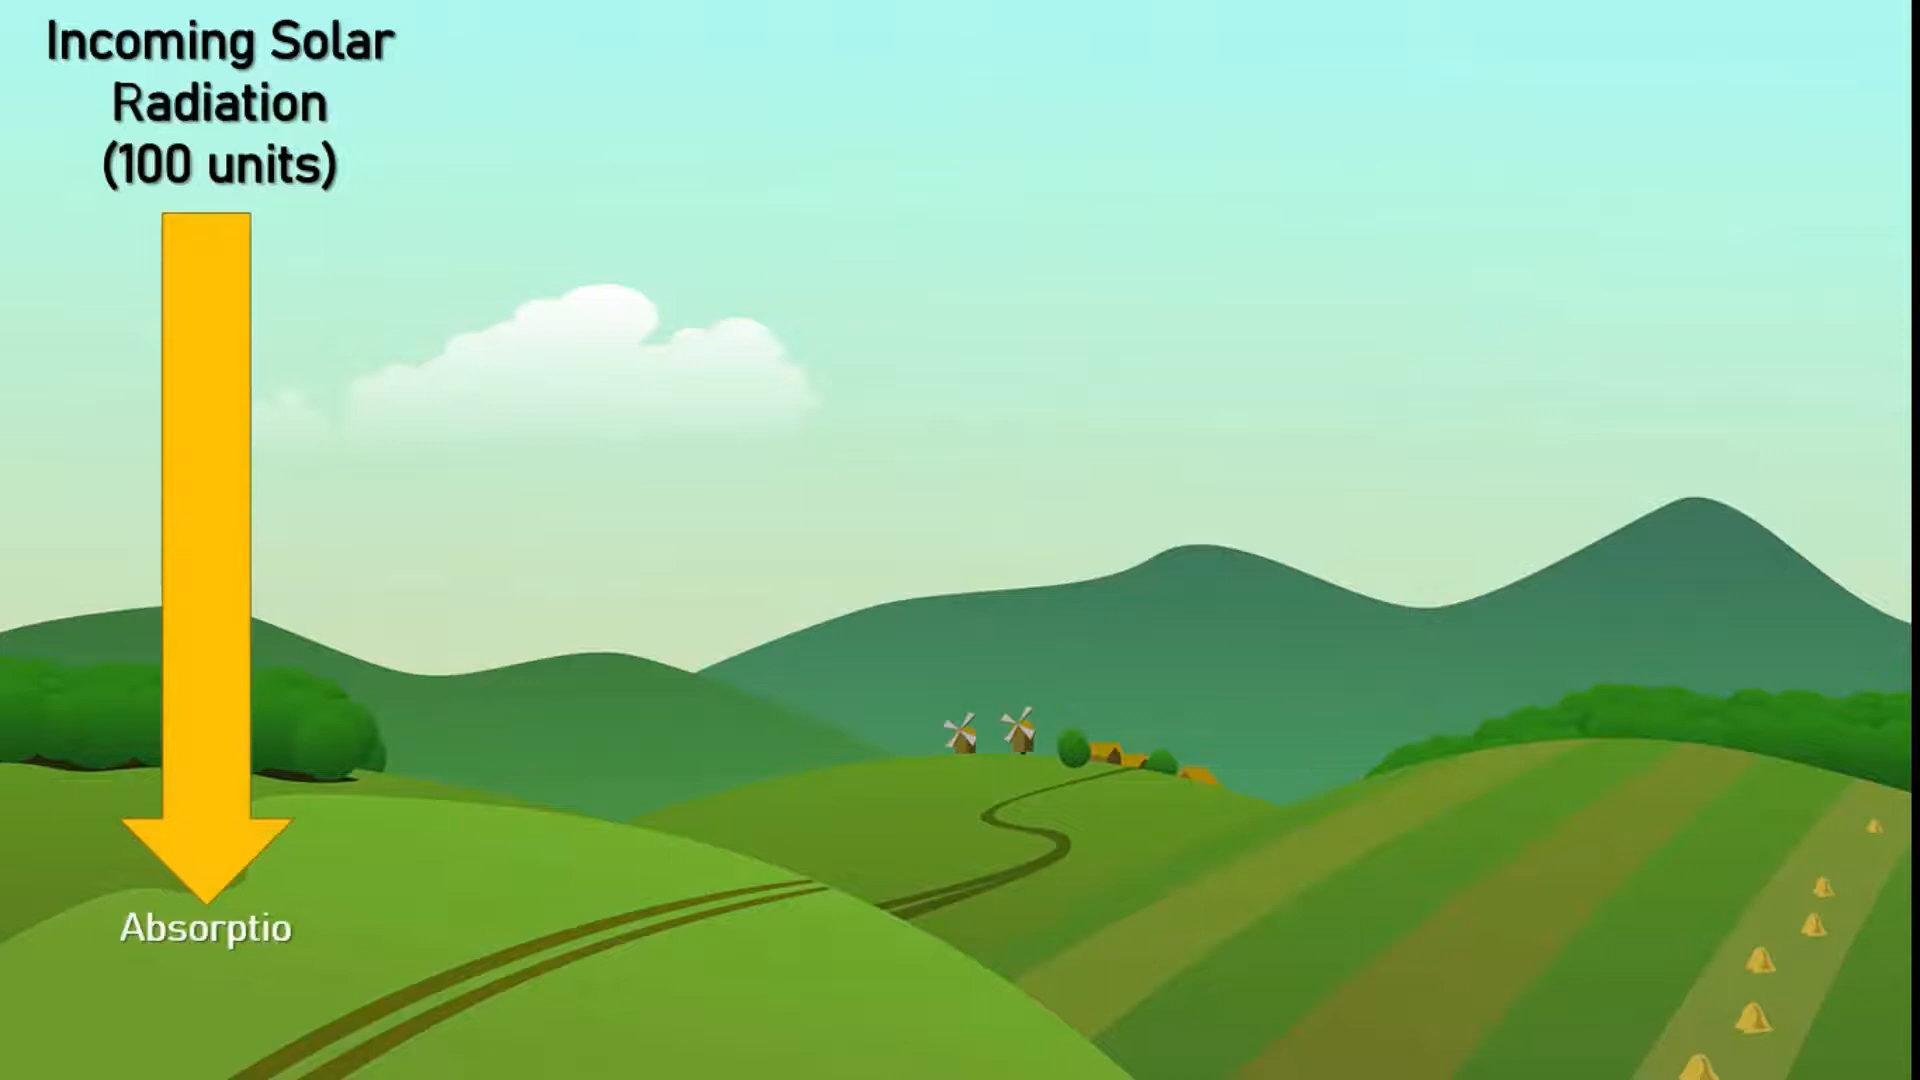 Incoming Solar
Radiation
(100 units)
Absorptio